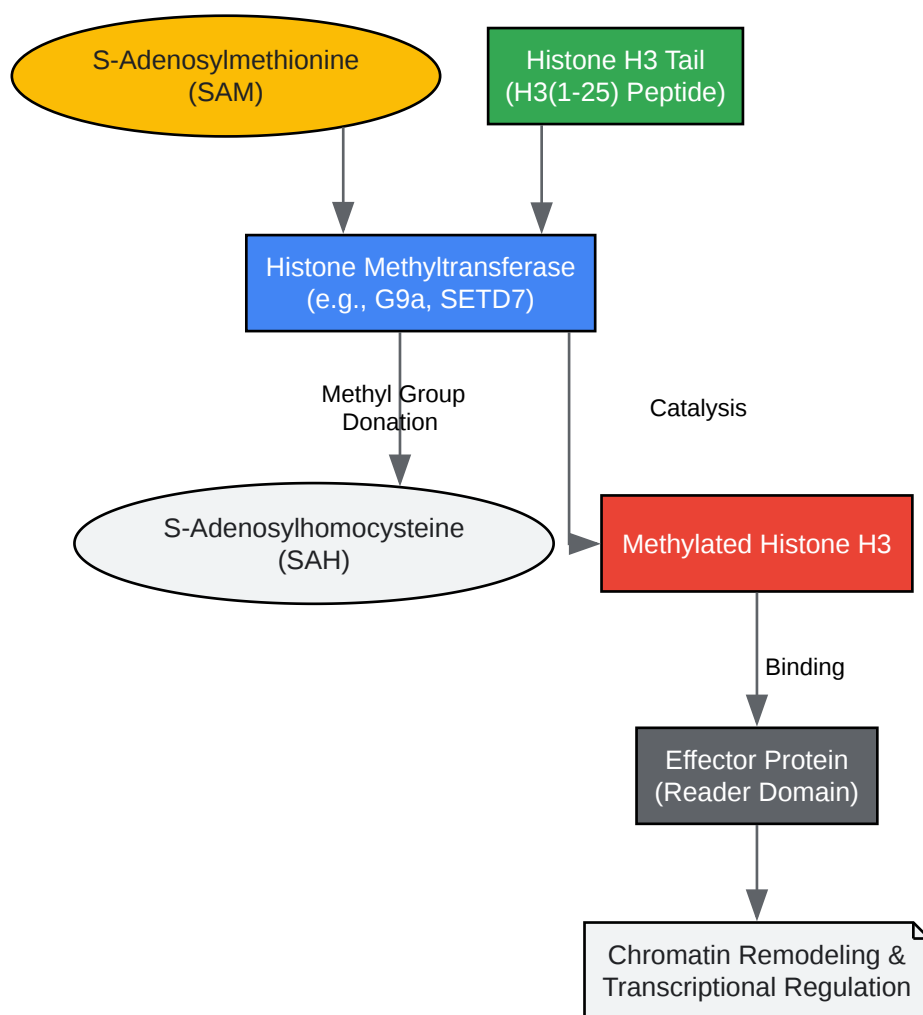 S-Adenosylmethionine
(SAM)
Histone H3 Tail
(H3(1-25) Peptide)
Histone Methyltransferase
(e.g., G9a, SETD7)
Methyl Group
Donation
Catalysis
S-Adenosylhomocysteine
(SAH)
Methylated Histone H3
Binding
Effector Protein
(Reader Domain)
Chromatin Remodeling &
Transcriptional Regulation